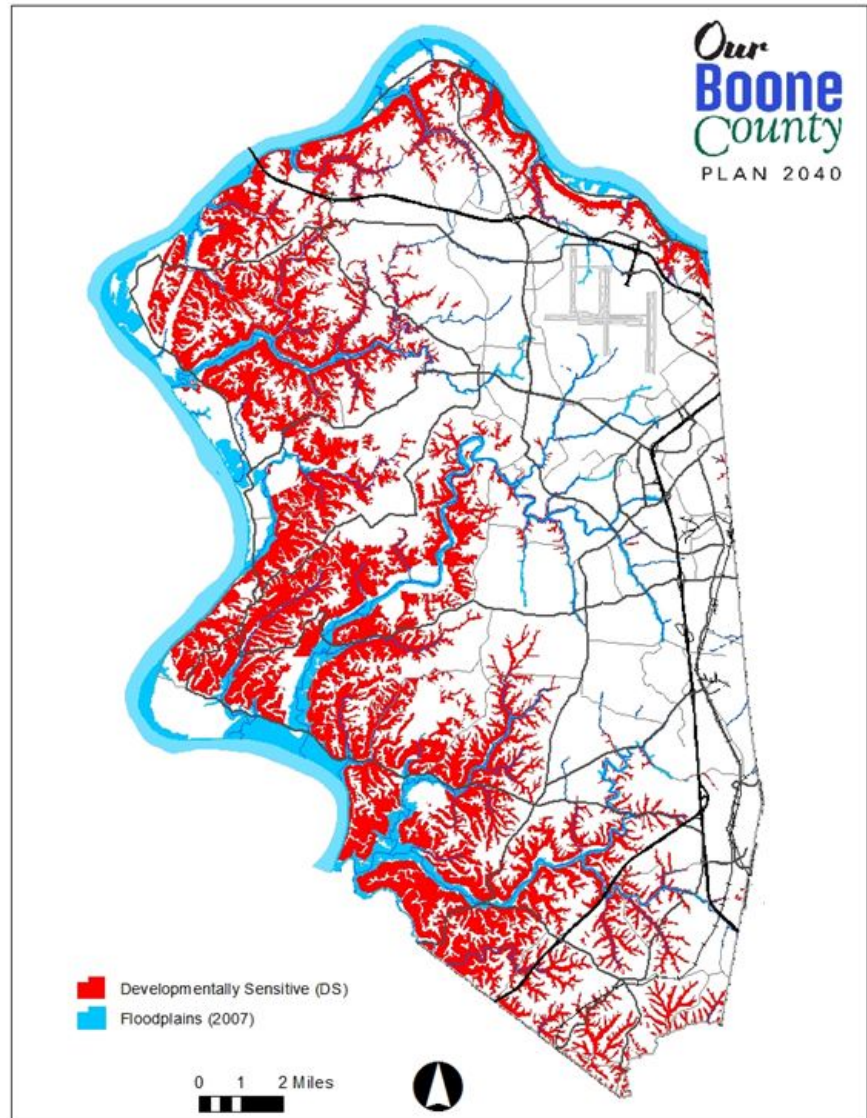 Our
Boone
County
PLAN 2040
Developmentally Sensitive (DS)
Floodplains (2007)
0 1 2 Miles